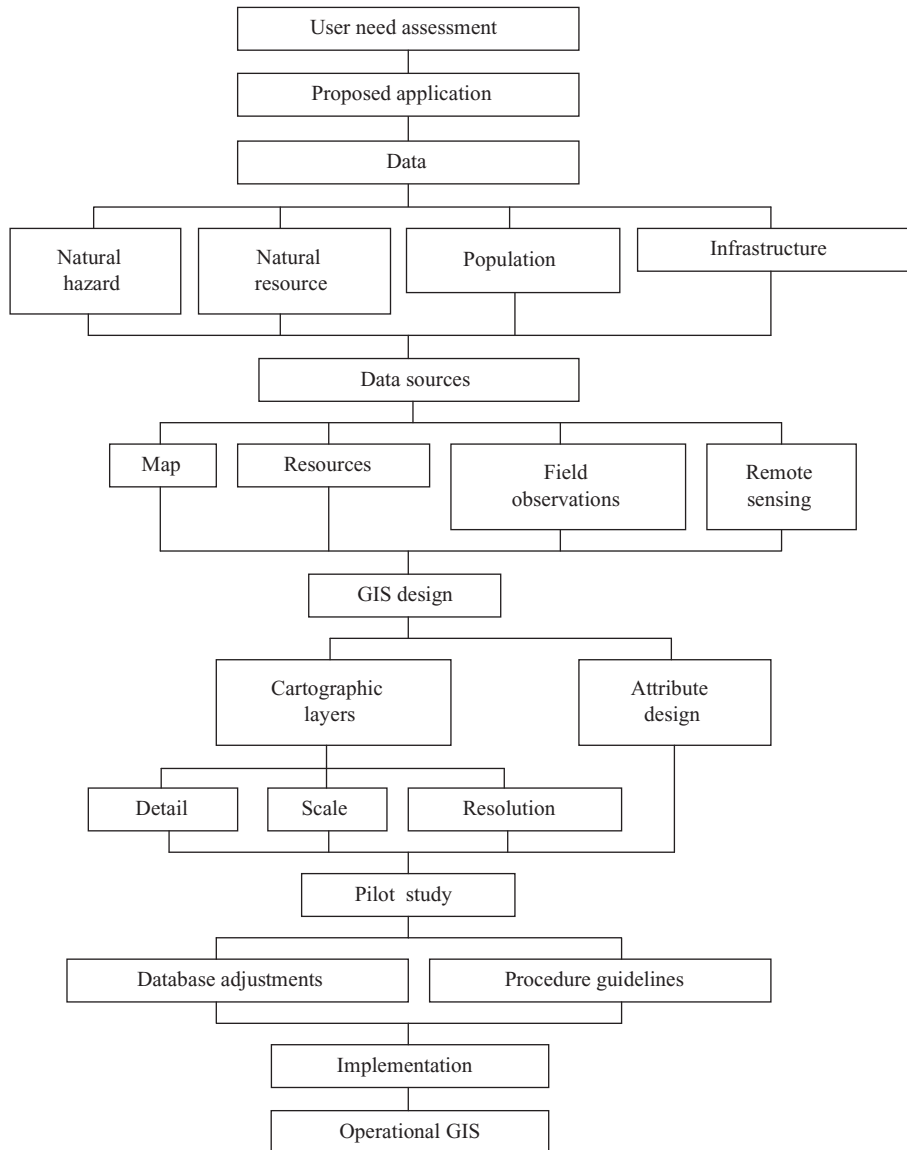 User need assessment
Proposed application
Data
Natural
hazard
Natural
resource
Population
Infrastructure
Data sources
Map
Resources
Field
observations
Remote
sensing
GIS design
Cartographic
layers
Attribute
design
Detail
Scale
Resolution
Pilot study
Database adjustments
Procedure guidelines
Implementation
Operational GIS